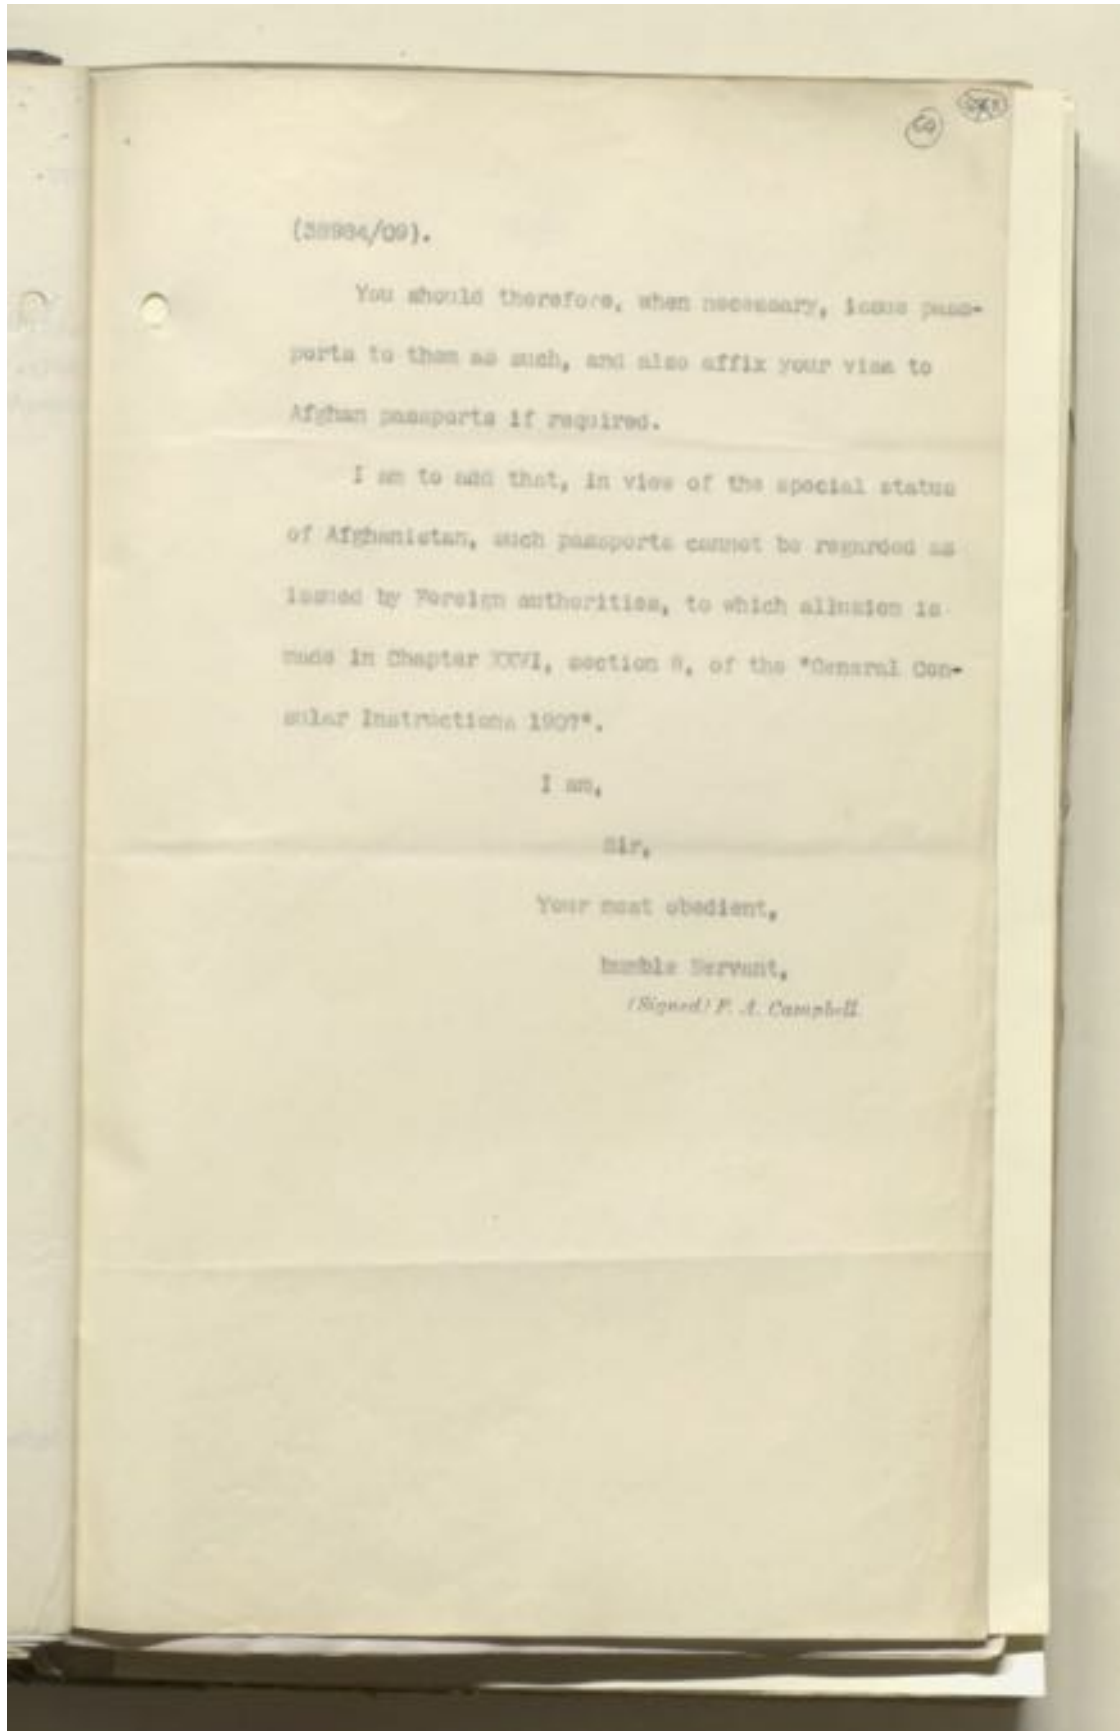 (38984/09).
You should therefore, when necessary, issue pass-
ports to them as such, and also affix your visa to
Afghan passports if required.
I am to add that, in view of the special status
of Afghanistan, such passports cannot be regarded as
issued by Foreign authorities, to which allusion is
made in Chapter XXVI, section 8, of the "General Con-
sular Instructions 1907".
I am,
Sir,
Your most obedient,
humble Servant,
(Signed) F. A. Campbell.